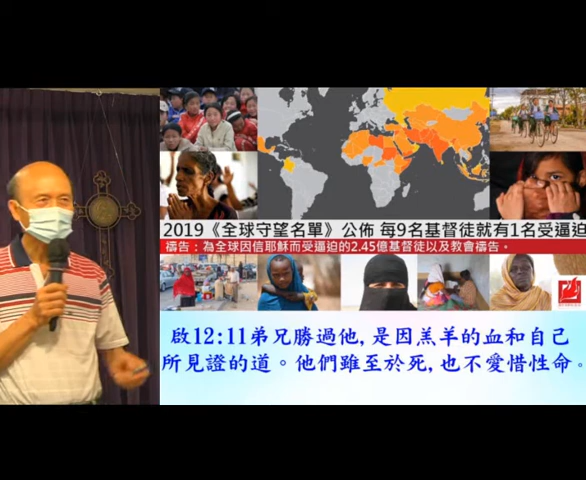 2019《全球守望名單》公佈 每9名基督徒就有1名受逼迫
禱告：為全球因信耶穌而受逼迫的2.45億基督徒以及教會禱告。
啟12:11弟兄勝過他，是因羔羊的血和自己
所見證的道。他們雖至於死，也不愛惜性命。